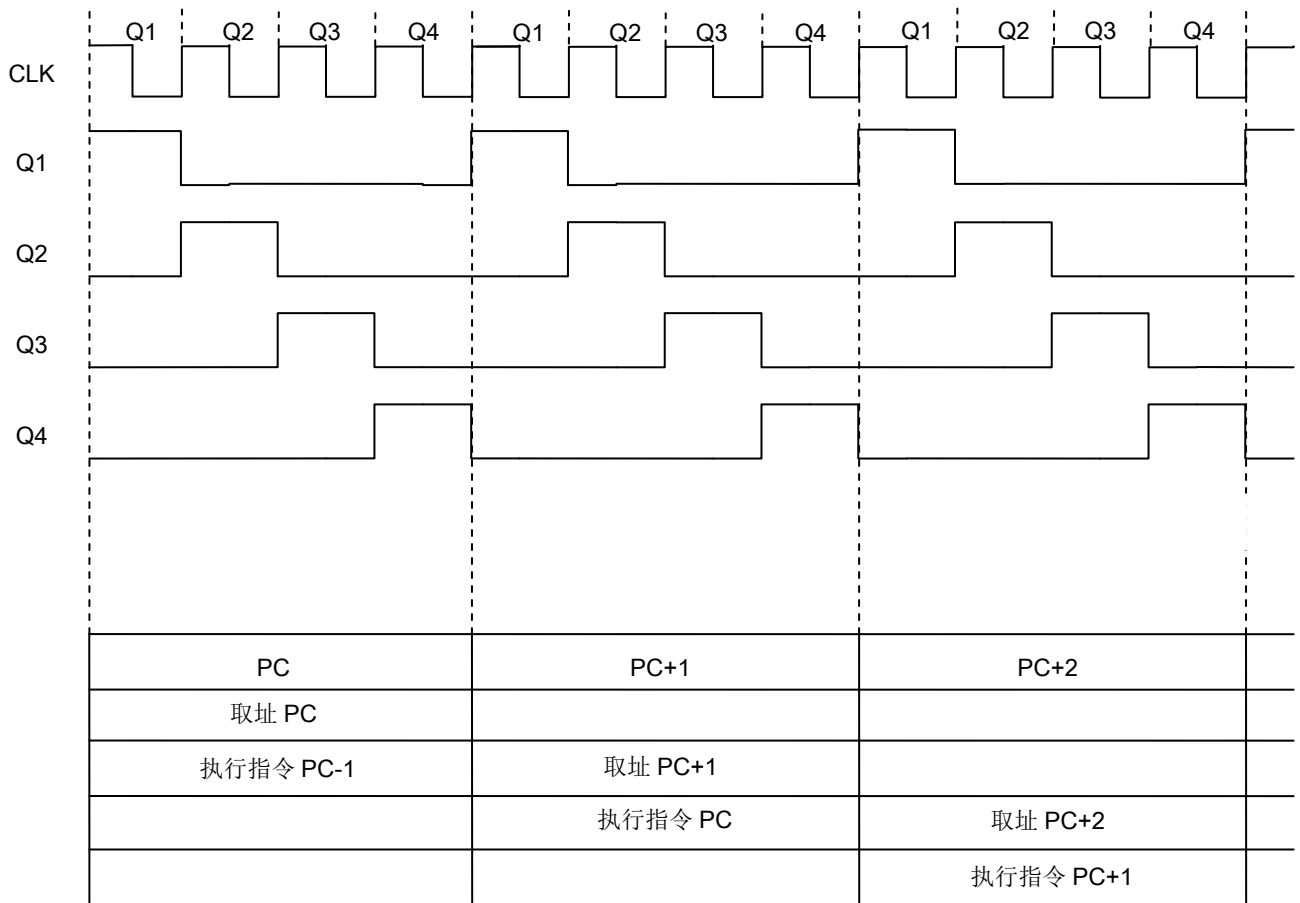 Q1 Q2 Q3 Q4 Q1 Q2 Q3 Q4 Q1 Q2 Q3 Q4
CLK
Q1
Q2
Q3
Q4
PC PC+1 PC+2
取址 PC
执行指令 PC-1 取址 PC+1
执行指令 PC 取址 PC+2
执行指令 PC+1